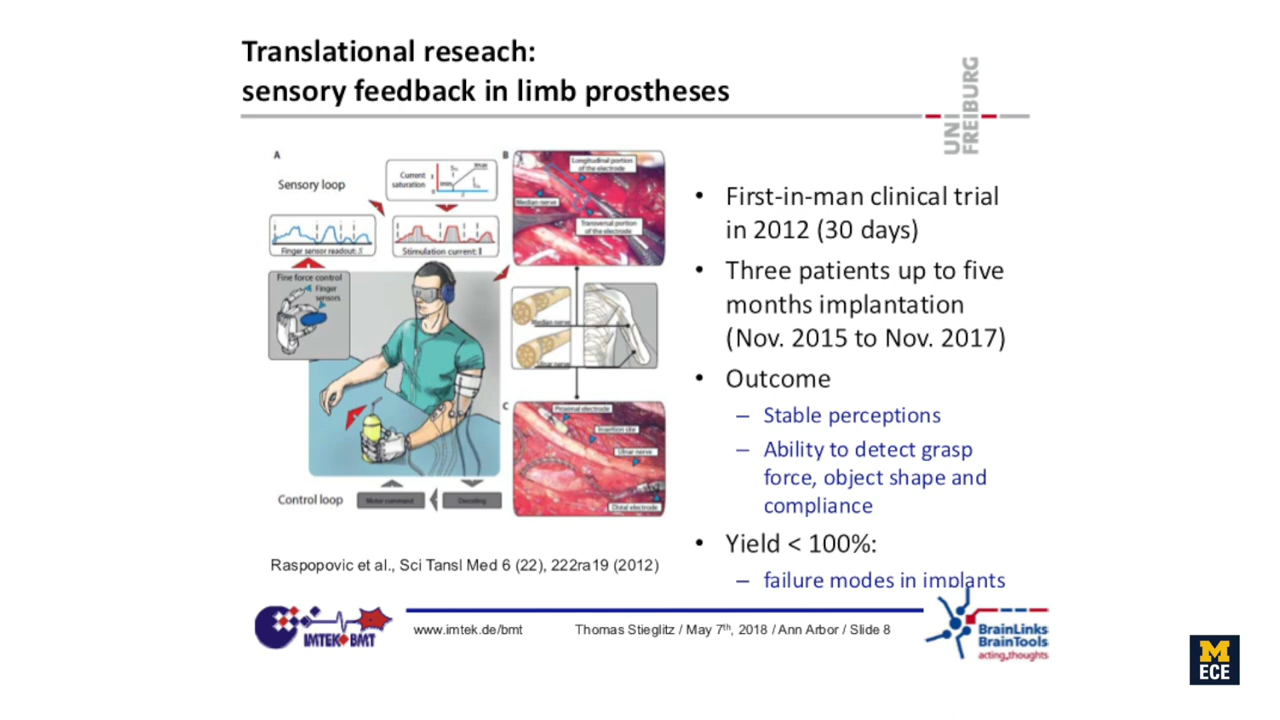 Translational reseach:
sensory feedback in limb prostheses
UNI
FREIBURG
A
Sensory loop
Current
saturation
Finger sensor readout: S
Stimulation current: I
Fine force control
Finger
sensors
Control loop
Motor command
Decoding
B
Longitudinal portion
of the electrode
Median nerve
Transversal portion
of the electrode
Median nerve
Ulnar nerve
C
Proximal electrode
Insertion site
Ulnar nerve
Distal electrode
Raspopovic et al., Sci Tansl Med 6 (22), 222ra19 (2012)
• First-in-man clinical trial
in 2012 (30 days)
• Three patients up to five
months implantation
(Nov. 2015 to Nov. 2017)
• Outcome
– Stable perceptions
– Ability to detect grasp
force, object shape and
compliance
• Yield < 100%:
– failure modes in implants
IMTEK BMT
www.imtek.de/bmt
Thomas Stieglitz / May 7th, 2018 / Ann Arbor / Slide 8
BrainLinks
BrainTools
acting_thoughts
M
ECE